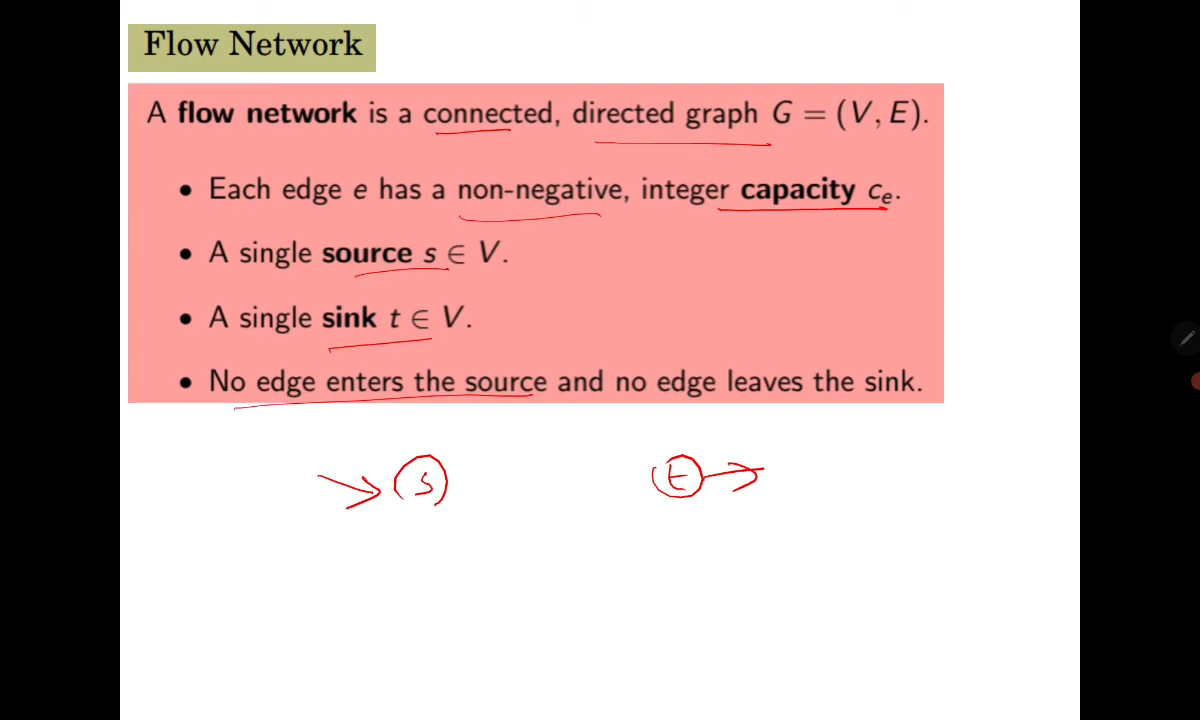 Flow Network
A flow network is a connected, directed graph G = (V, E).
• Each edge e has a non-negative, integer capacity cₑ.
• A single source s ∈ V.
• A single sink t ∈ V.
• No edge enters the source and no edge leaves the sink.
S t